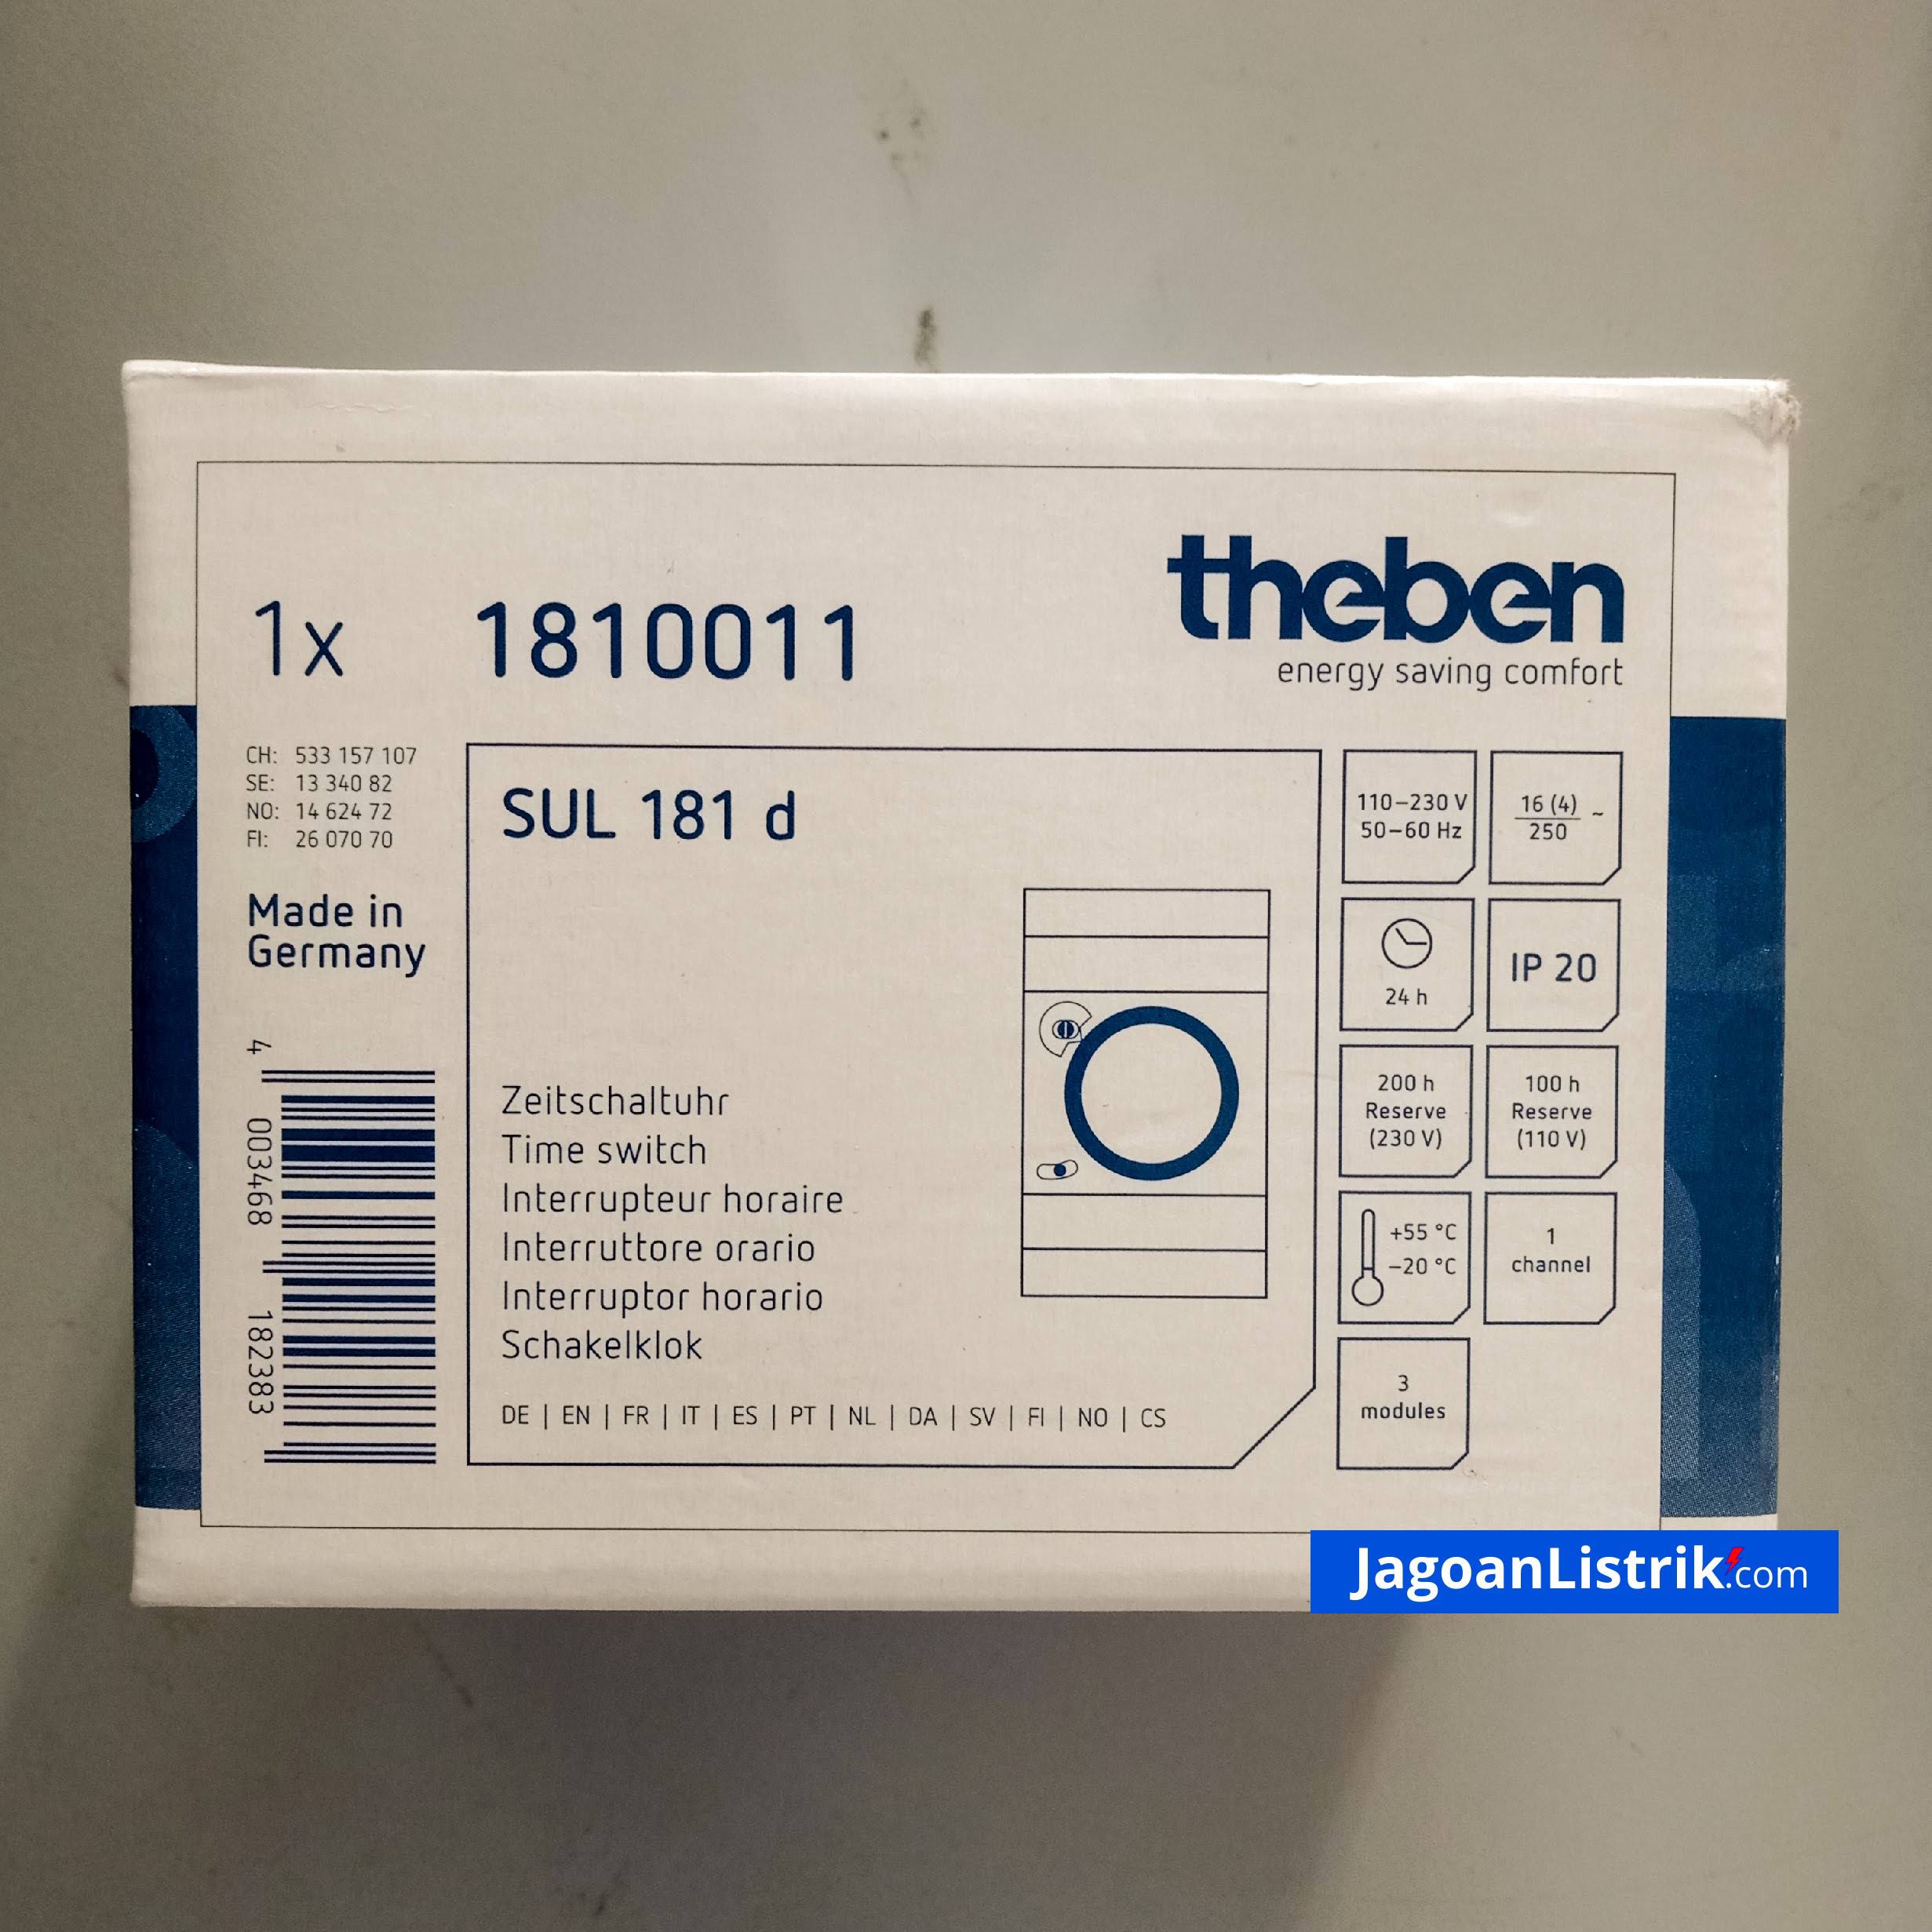 1x
1810011
theben
energy saving comfort
CH: 533 157 107
SE: 13 340 82
NO: 14 624 72
FI: 26 070 70
Made in
Germany
4 003468 182383
SUL 181 d
Zeitschaltuhr
Time switch
Interrupteur horaire
Interruttore orario
Interruptor horario
Schakelklok
DE | EN | FR | IT | ES | PT | NL | DA | SV | FI | NO | CS
110–230 V
50–60 Hz
16 (4)
250 ~
24 h
IP 20
200 h
Reserve
(230 V)
100 h
Reserve
(110 V)
+55 °C
–20 °C
1
channel
3
modules
JagoanListrik.com